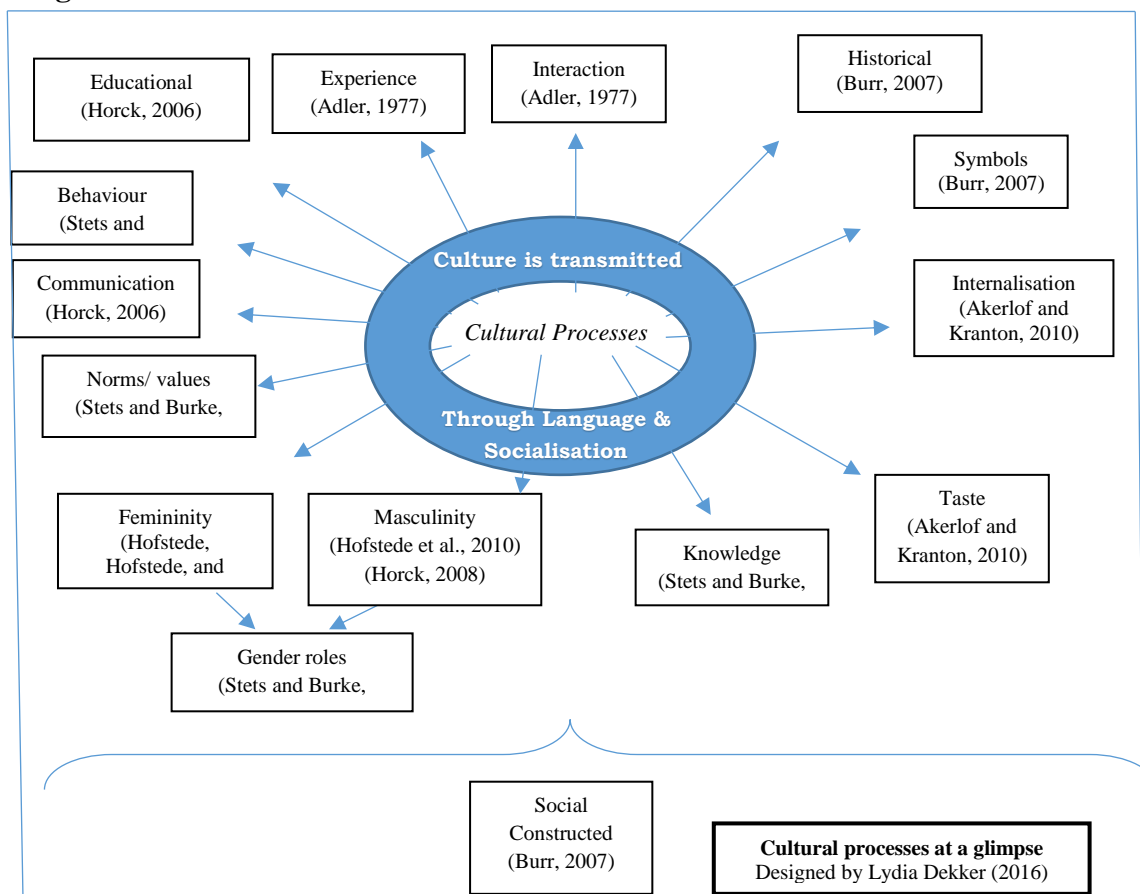 Educational
(Horck, 2006)
Experience
(Adler, 1977)
Interaction
(Adler, 1977)
Historical
(Burr, 2007)
Symbols
(Burr, 2007)
Behaviour
(Stets and
Communication
(Horck, 2006)
Internalisation
(Akerlof and
Kranton, 2010)
Culture is transmitted
Cultural Processes
Through Language &
Socialisation
Norms/ values
(Stets and Burke,
Femininity
(Hofstede,
Hofstede, and
Masculinity
(Hofstede et al., 2010)
(Horck, 2008)
Knowledge
(Stets and Burke,
Taste
(Akerlof and
Kranton, 2010)
Gender roles
(Stets and Burke,
Social
Constructed
(Burr, 2007)
Cultural processes at a glimpse
Designed by Lydia Dekker (2016)